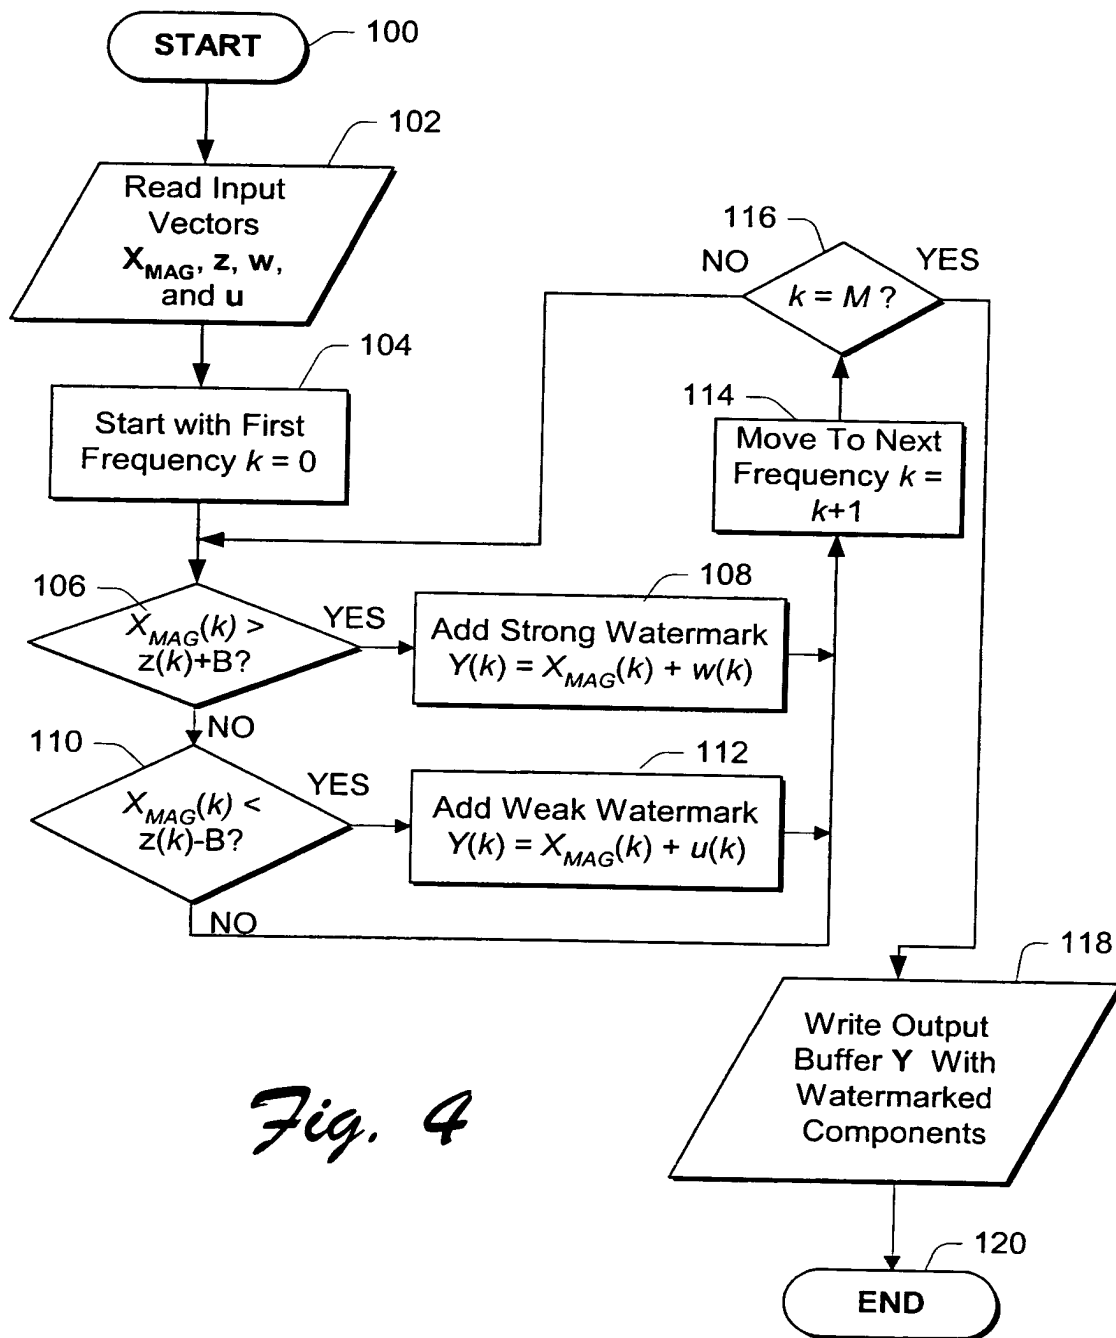 START
100
102
Read Input
Vectors
X_MAG, z, w,
and u
104
Start with First
Frequency k = 0
106
X_MAG(k) >
z(k)+B?
YES
NO
108
Add Strong Watermark
Y(k) = X_MAG(k) + w(k)
110
X_MAG(k) <
z(k)-B?
YES
NO
112
Add Weak Watermark
Y(k) = X_MAG(k) + u(k)
114
Move To Next
Frequency k =
k+1
116
NO
YES
k = M ?
118
Write Output
Buffer Y With
Watermarked
Components
120
END
Fig. 4